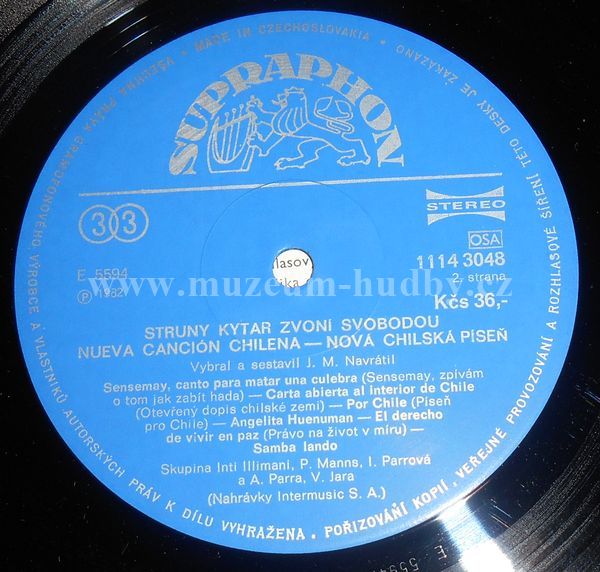 VŠECHNA PRÁVA GRAMOFONOVÉHO VÝROBCE A VLASTNÍKŮ AUTORSKÝCH PRÁV K DÍLU VYHRAŽENA. • POŘIZOVÁNÍ KOPIÍ, VEŘEJNÉ PROVOZOVÁNÍ A ROZHLASOVÉ ŠÍŘENÍ TÉTO DESKY JE ZAKÁZÁNO • MADE IN CZECHOSLOVAKIA •
SUPRAPHON
33
STEREO
OSA
E 5594
1114 3048
℗ 1982
2. strana
Kčs 36,-
www.muzeum-hudby.cz
STRUNY KYTAR ZVONÍ SVOBODOU
NUEVA CANCIÓN CHILENA — NOVÁ CHILSKÁ PÍSEŇ
Vybral a sestavil J. M. Navrátil
Sensemay, canto para matar una culebra (Sensemay, zpívám
o tom jak zabít hada) — Carta abierta al interior de Chile
(Otevřený dopis chilské zemi) — Por Chile (Píseň
pro Chile) — Angelita Huenuman — El derecho
de vivir en paz (Právo na život v míru) —
Samba lando
Skupina Inti Illimani, P. Manns, I. Parrová
a A. Parra, V. Jara
(Nahrávky Intermusic S. A.)